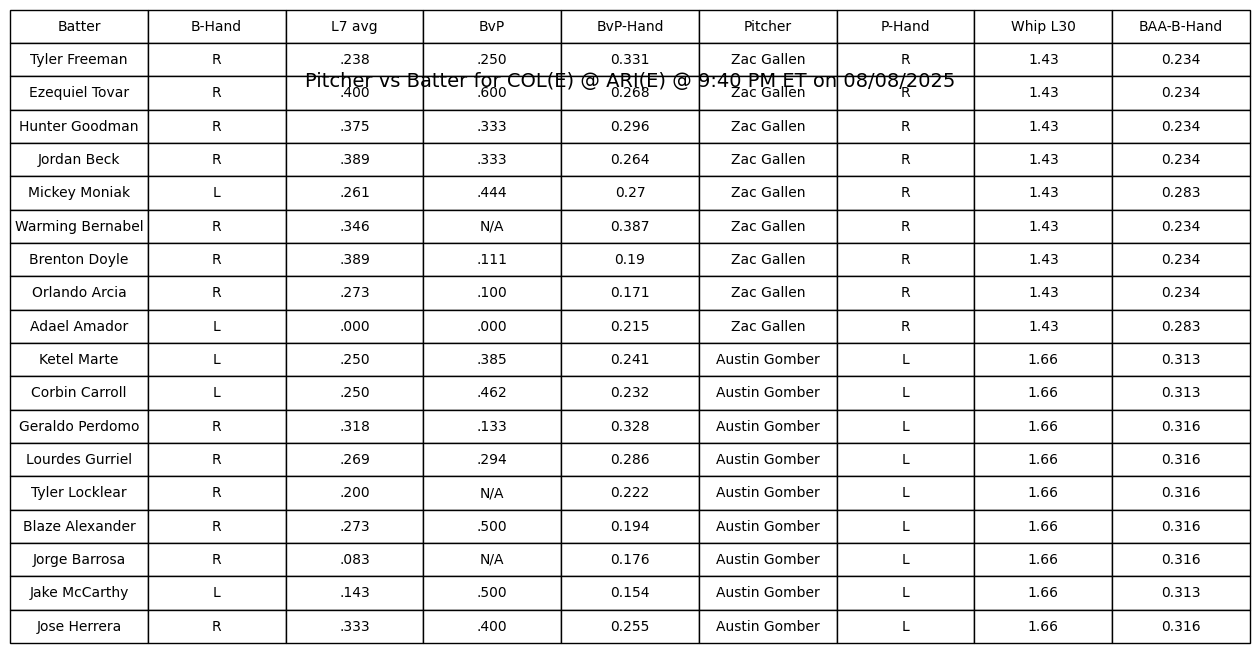 Batter B-Hand L7 avg BvP BvP-Hand Pitcher P-Hand Whip L30 BAA-B-Hand
Tyler Freeman R .238 .250 0.331 Zac Gallen R 1.43 0.234
Pitcher vs Batter for COL(E) @ ARI(E) @ 9:40 PM ET on 08/08/2025
Ezequiel Tovar R .400 .600 0.268 Zac Gallen R 1.43 0.234
Hunter Goodman R .375 .333 0.296 Zac Gallen R 1.43 0.234
Jordan Beck R .389 .333 0.264 Zac Gallen R 1.43 0.234
Mickey Moniak L .261 .444 0.27 Zac Gallen R 1.43 0.283
Warming Bernabel R .346 N/A 0.387 Zac Gallen R 1.43 0.234
Brenton Doyle R .389 .111 0.19 Zac Gallen R 1.43 0.234
Orlando Arcia R .273 .100 0.171 Zac Gallen R 1.43 0.234
Adael Amador L .000 .000 0.215 Zac Gallen R 1.43 0.283
Ketel Marte L .250 .385 0.241 Austin Gomber L 1.66 0.313
Corbin Carroll L .250 .462 0.232 Austin Gomber L 1.66 0.313
Geraldo Perdomo R .318 .133 0.328 Austin Gomber L 1.66 0.316
Lourdes Gurriel R .269 .294 0.286 Austin Gomber L 1.66 0.316
Tyler Locklear R .200 N/A 0.222 Austin Gomber L 1.66 0.316
Blaze Alexander R .273 .500 0.194 Austin Gomber L 1.66 0.316
Jorge Barrosa R .083 N/A 0.176 Austin Gomber L 1.66 0.316
Jake McCarthy L .143 .500 0.154 Austin Gomber L 1.66 0.313
Jose Herrera R .333 .400 0.255 Austin Gomber L 1.66 0.316